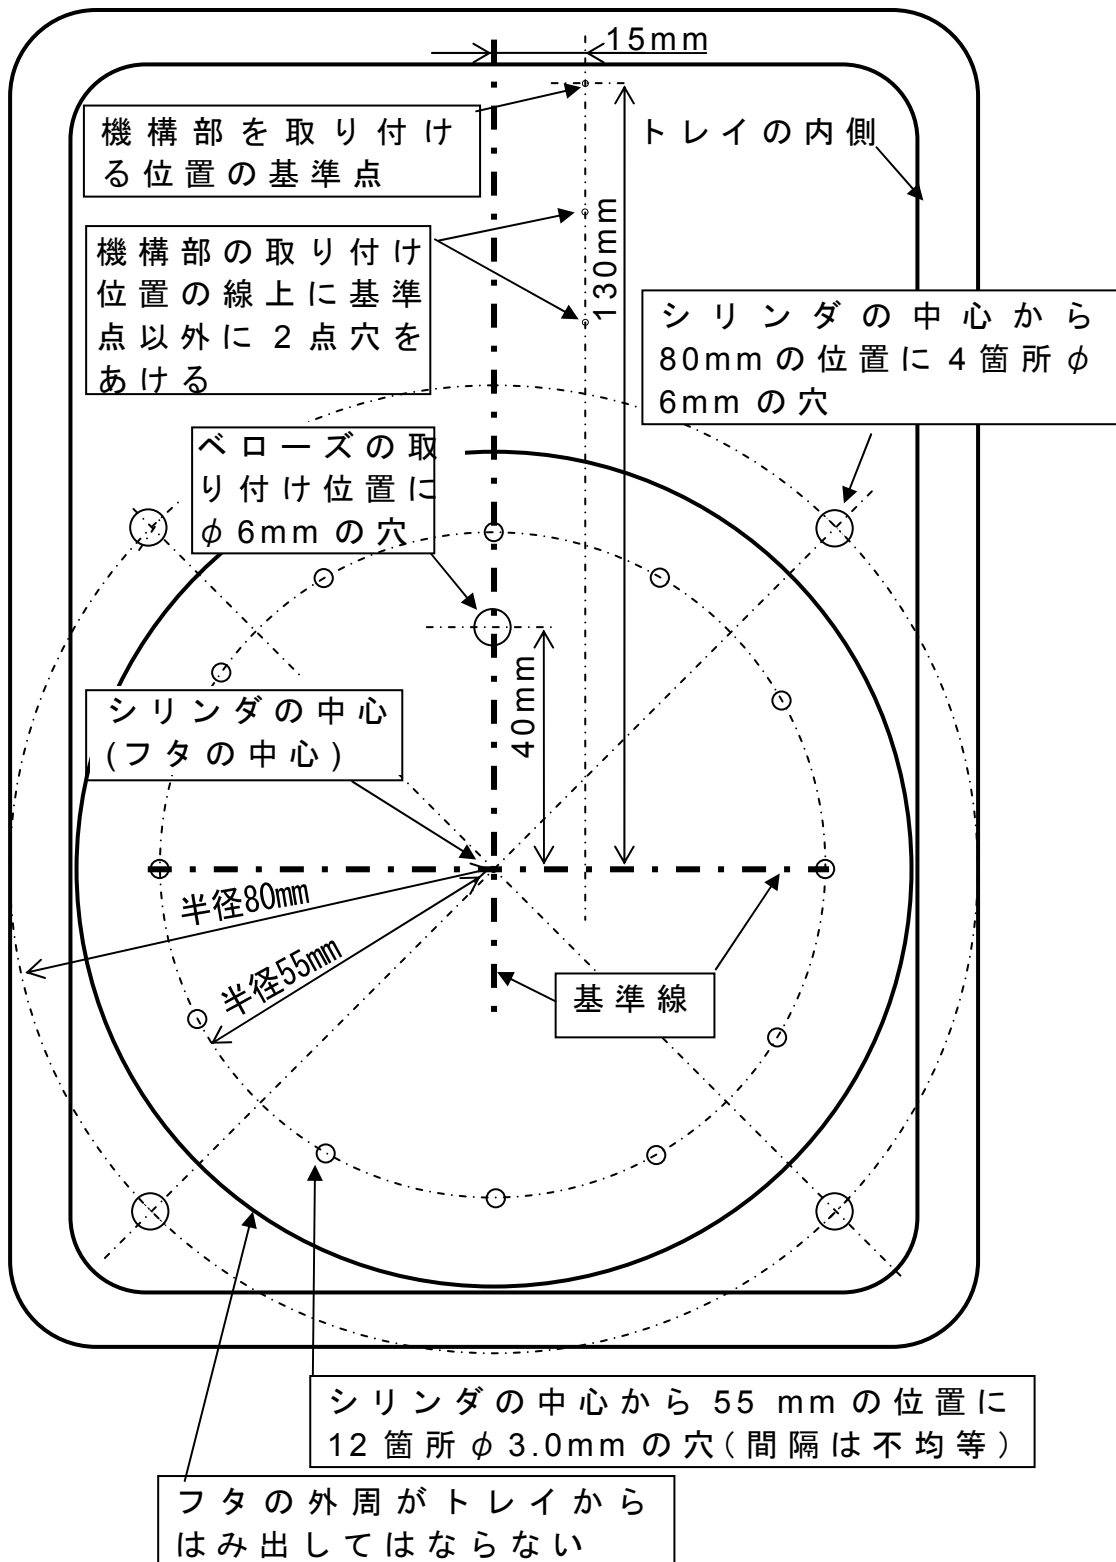 15mm
機構部を取り付け
る位置の基準点
トレイの内側
130mm
機構部の取り付け
位置の線上に基準
点以外に2点穴を
あける
シリンダの中心から
80mmの位置に4箇所φ
6mmの穴
ベローズの取
り付け位置に
φ6mmの穴
40mm
シリンダの中心
(フタの中心)
半径80mm
半径55mm
基準線
シリンダの中心から 55 mm の位置に
12箇所φ3.0mmの穴(間隔は不均等)
フタの外周がトレイから
はみ出してはならない